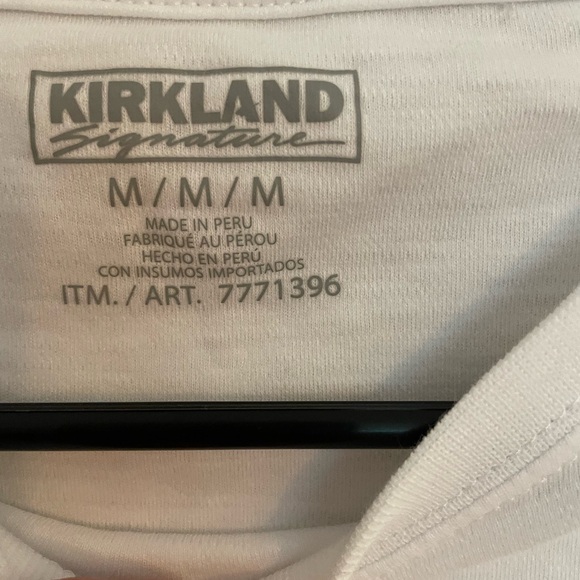 KIRKLAND
Signature
M / M / M
MADE IN PERU
FABRIQUÉ AU PÉROU
HECHO EN PERÚ
CON INSUMOS IMPORTADOS
ITM. / ART. 7771396